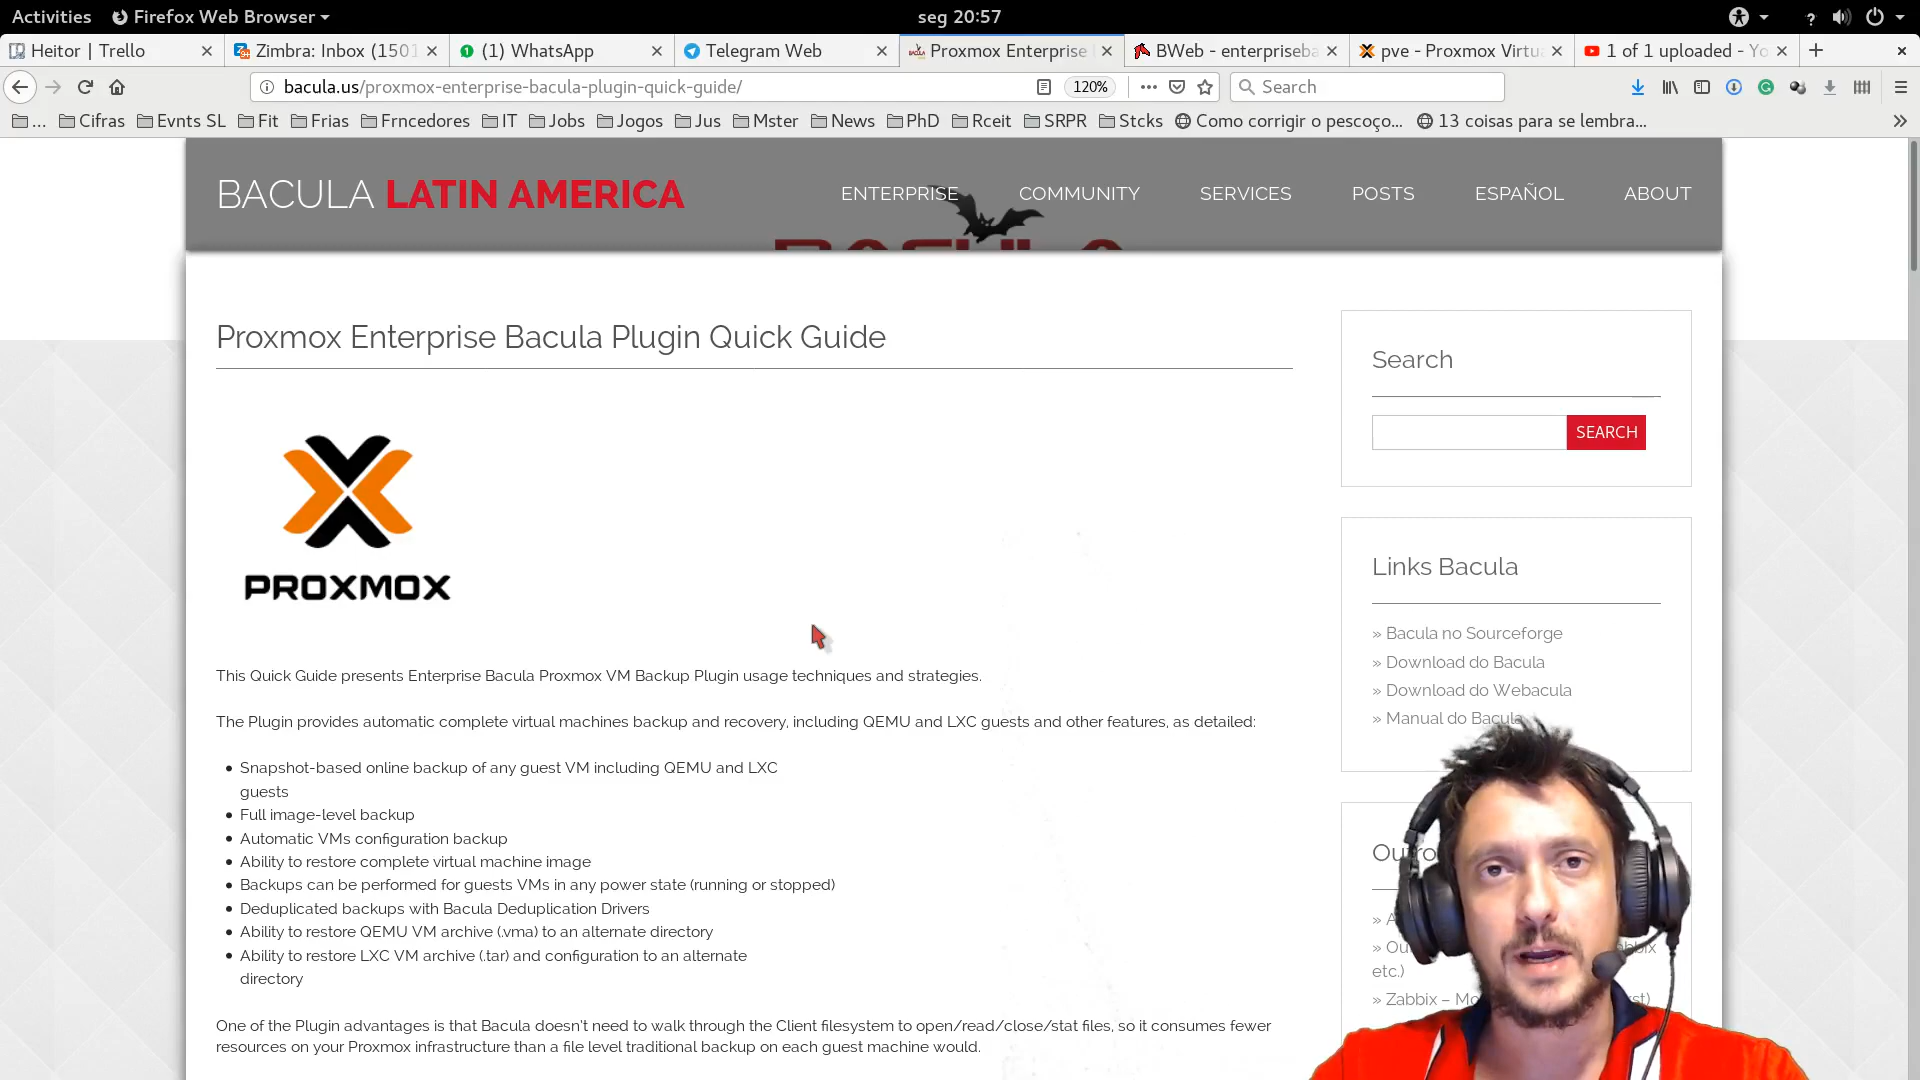 Activities
Firefox Web Browser
seg 20:57
Heitor | Trello
Zimbra: Inbox (1501
(1) WhatsApp
Telegram Web
Proxmox Enterprise
BWeb - enterpriseba
pve - Proxmox Virtu
1 of 1 uploaded - Yo
bacula.us/proxmox-enterprise-bacula-plugin-quick-guide/
120%
Search
...
Cifras
Evnts SL
Fit
Frias
Frncedores
IT
Jobs
Jogos
Jus
Mster
News
PhD
Rceit
SRPR
Stcks
Como corrigir o pescoço...
13 coisas para se lembra...
BACULA LATIN AMERICA
ENTERPRISE
COMMUNITY
SERVICES
POSTS
ESPAÑOL
ABOUT
Proxmox Enterprise Bacula Plugin Quick Guide
PROXMOX
This Quick Guide presents Enterprise Bacula Proxmox VM Backup Plugin usage techniques and strategies.
The Plugin provides automatic complete virtual machines backup and recovery, including QEMU and LXC guests and other features, as detailed:
• Snapshot-based online backup of any guest VM including QEMU and LXC
guests
• Full image-level backup
• Automatic VMs configuration backup
• Ability to restore complete virtual machine image
• Backups can be performed for guests VMs in any power state (running or stopped)
• Deduplicated backups with Bacula Deduplication Drivers
• Ability to restore QEMU VM archive (.vma) to an alternate directory
• Ability to restore LXC VM archive (.tar) and configuration to an alternate
directory
One of the Plugin advantages is that Bacula doesn't need to walk through the Client filesystem to open/read/close/stat files, so it consumes fewer
resources on your Proxmox infrastructure than a file level traditional backup on each guest machine would.
Search
SEARCH
Links Bacula
» Bacula no Sourceforge
» Download do Bacula
» Download do Webacula
» Manual do Bacula
etc.)
» Zabbix –